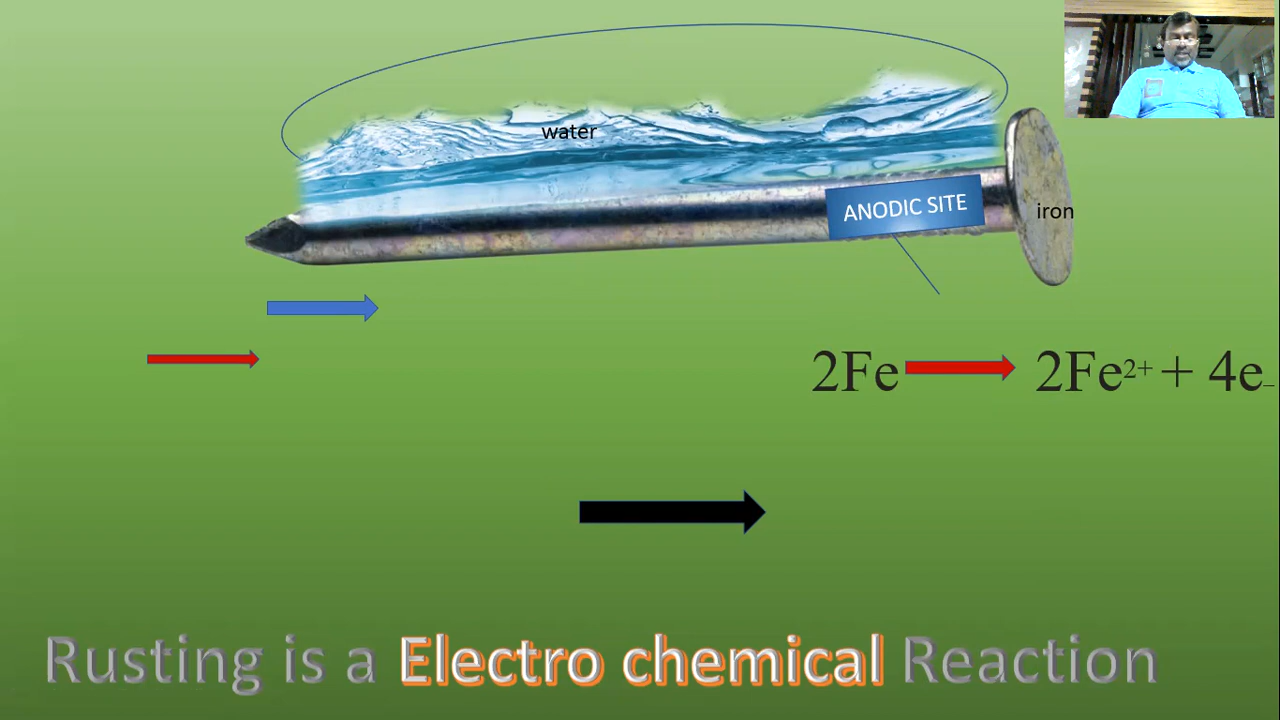 water
ANODIC SITE
iron
2Fe → 2Fe²⁺ + 4e₋
Rusting is a Electro chemical Reaction